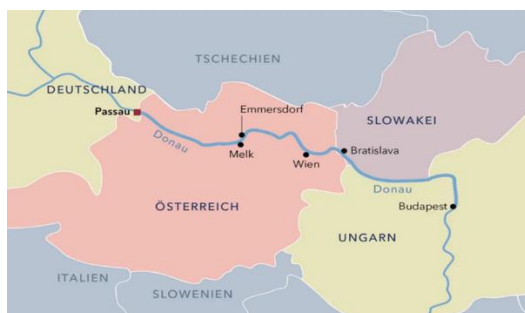 TSCHECHIEN
DEUTSCHLAND
Passau
Emmersdorf
SLOWAKEI
Donau
Melk
Wien
Bratislava
Donau
ÖSTERREICH
Budapest
UNGARN
ITALIEN
SLOWENIEN